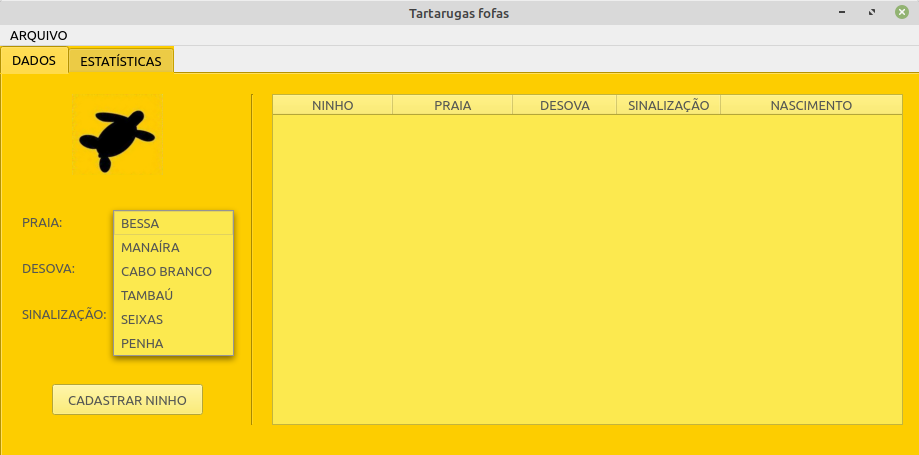 Tartarugas fofas
ARQUIVO
DADOS ESTATÍSTICAS
NINHO PRAIA DESOVA SINALIZAÇÃO NASCIMENTO
PRAIA:
BESSA
MANAÍRA
CABO BRANCO
TAMBAÚ
SEIXAS
PENHA
DESOVA:
SINALIZAÇÃO:
CADASTRAR NINHO